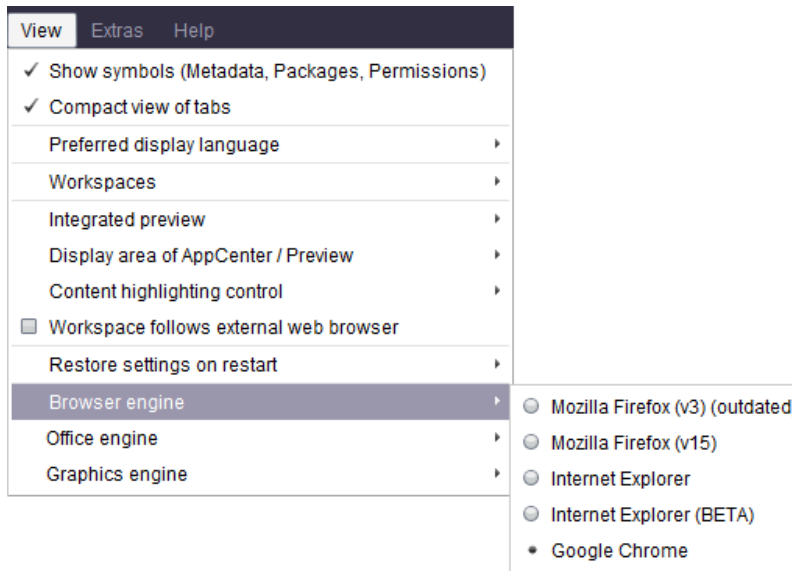 View Extras Help
Show symbols (Metadata, Packages, Permissions)
Compact view of tabs
Preferred display language
Workspaces
Integrated preview
Display area of AppCenter / Preview
Content highlighting control
Workspace follows external web browser
Restore settings on restart
Browser engine
Office engine
Graphics engine
Mozilla Firefox (v3) (outdated
Mozilla Firefox (v15)
Internet Explorer
Internet Explorer (BETA)
Google Chrome